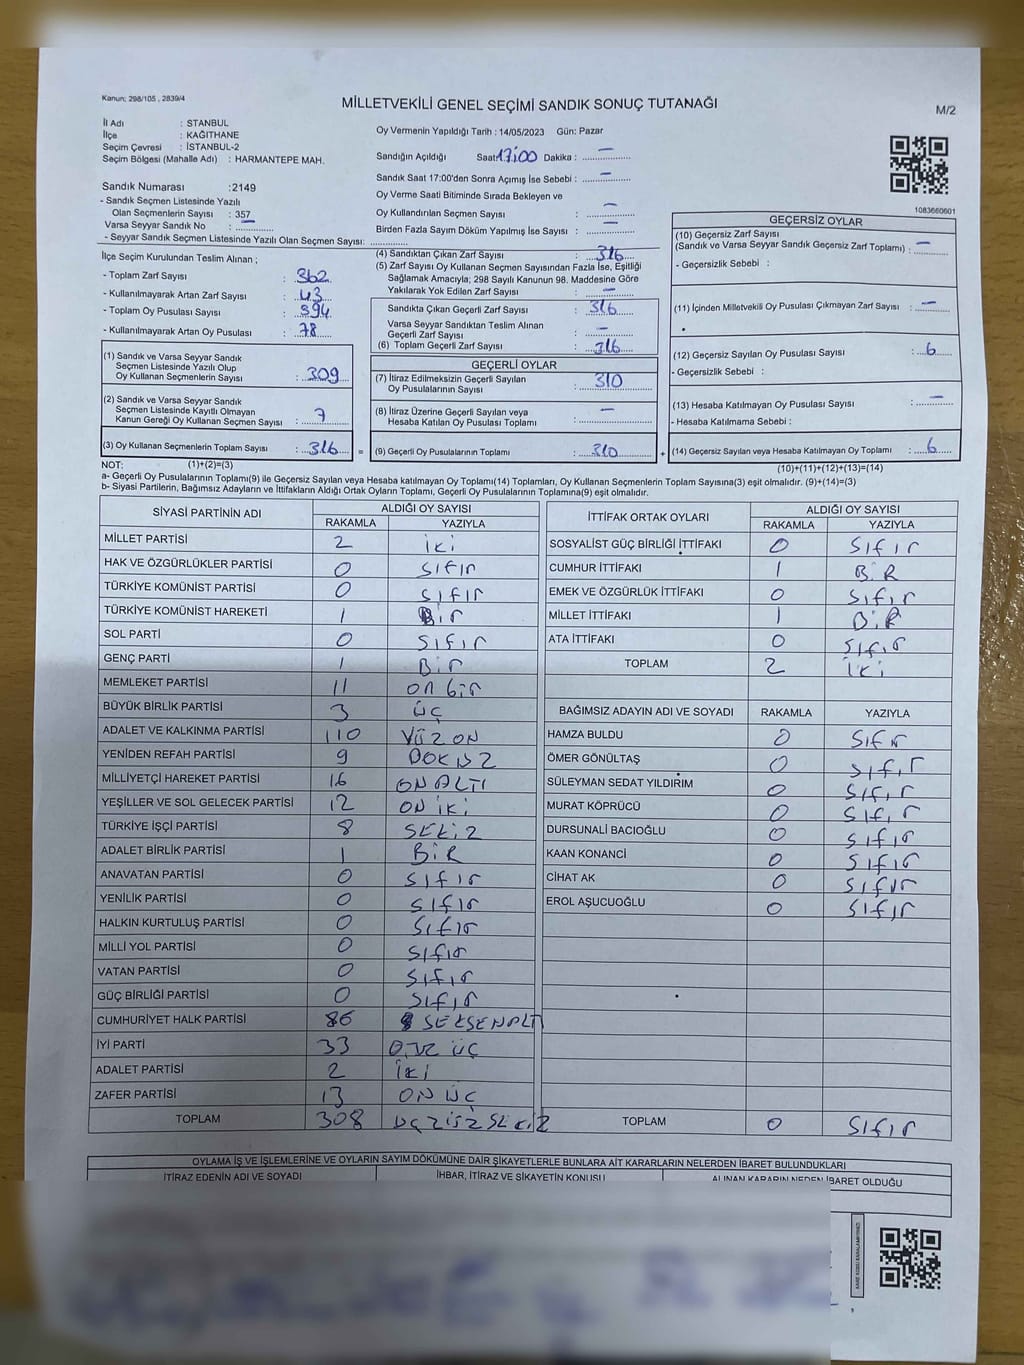 Kanun: 298/105 , 2839/4
MİLLETVEKİLİ GENEL SEÇİMİ SANDIK SONUÇ TUTANAĞI
M/2
İl Adı : STANBUL
İlçe : KAĞITHANE
Seçim Çevresi : İSTANBUL-2
Seçim Bölgesi (Mahalle Adı) : HARMANTEPE MAH.
Sandık Numarası :2149
- Sandık Seçmen Listesinde Yazılı
Olan Seçmenlerin Sayısı : 357
Varsa Seyyar Sandık No : —
- Seyyar Sandık Seçmen Listesinde Yazılı Olan Seçmen Sayısı:
Oy Vermenin Yapıldığı Tarih : 14/05/2023 Gün: Pazar
Sandığın Açıldığı Saat: 17:00 Dakika : —
Sandık Saat 17:00'den Sonra Açımış İse Sebebi : —
Oy Verme Saati Bitiminde Sırada Bekleyen ve
Oy Kullandırılan Seçmen Sayısı : —
Birden Fazla Sayım Döküm Yapılmış İse Sayısı : —
1083660601
İlçe Seçim Kurulundan Teslim Alınan ;
- Toplam Zarf Sayısı : 362
- Kullanılmayarak Artan Zarf Sayısı : 43
- Toplam Oy Pusulası Sayısı : 394
- Kullanılmayarak Artan Oy Pusulası : 78
(1) Sandık ve Varsa Seyyar Sandık
Seçmen Listesinde Yazılı Olup
Oy Kullanan Seçmenlerin Sayısı : 309
(2) Sandık ve Varsa Seyyar Sandık
Seçmen Listesinde Kayıtlı Olmayan
Kanun Gereği Oy Kullanan Seçmen Sayısı : 7
(3) Oy Kullanan Seçmenlerin Toplam Sayısı : 316 =
(4) Sandıktan Çıkan Zarf Sayısı : 316
(5) Zarf Sayısı Oy Kullanan Seçmen Sayısından Fazla İse, Eşitliği
Sağlamak Amacıyla; 298 Sayılı Kanunun 98. Maddesine Göre
Yakılarak Yok Edilen Zarf Sayısı : —
Sandıkta Çıkan Geçerli Zarf Sayısı : 316
Varsa Seyyar Sandıktan Teslim Alınan
Geçerli Zarf Sayısı : —
(6) Toplam Geçerli Zarf Sayısı : 316
GEÇERLİ OYLAR
(7) İtiraz Edilmeksizin Geçerli Sayılan
Oy Pusulalarının Sayısı : 310
(8) İtiraz Üzerine Geçerli Sayılan veya
Hesaba Katılan Oy Pusulası Toplamı : —
(9) Geçerli Oy Pusulalarının Toplamı : 310 +
GEÇERSİZ OYLAR
(10) Geçersiz Zarf Sayısı
(Sandık ve Varsa Seyyar Sandık Geçersiz Zarf Toplamı) : —
- Geçersizlik Sebebi :
(11) İçinden Milletvekili Oy Pusulası Çıkmayan Zarf Sayısı : —
(12) Geçersiz Sayılan Oy Pusulası Sayısı : 6
- Geçersizlik Sebebi :
(13) Hesaba Katılmayan Oy Pusulası Sayısı : —
- Hesaba Katılmama Sebebi :
(14) Geçersiz Sayılan veya Hesaba Katılmayan Oy Toplamı : 6
NOT: (1)+(2)=(3) (10)+(11)+(12)+(13)=(14)
a- Geçerli Oy Pusulalarının Toplamı(9) ile Geçersiz Sayılan veya Hesaba katılmayan Oy Toplamı(14) Toplamları, Oy Kullanan Seçmenlerin Toplam Sayısına(3) eşit olmalıdır. (9)+(14)=(3)
b- Siyasi Partilerin, Bağımsız Adayların ve İttifakların Aldığı Ortak Oyların Toplamı, Geçerli Oy Pusulalarının Toplamına(9) eşit olmalıdır.
SİYASİ PARTİNİN ADI ALDIĞI OY SAYISI
RAKAMLA YAZIYLA
MİLLET PARTİSİ 2 iki
HAK VE ÖZGÜRLÜKLER PARTİSİ 0 SıFıR
TÜRKİYE KOMÜNİST PARTİSİ 0 Sıfır
TÜRKİYE KOMÜNİST HAREKETİ 1 Bir
SOL PARTİ 0 Sıfır
GENÇ PARTİ 1 Bir
MEMLEKET PARTİSİ 11 on bir
BÜYÜK BİRLİK PARTİSİ 3 üç
ADALET VE KALKINMA PARTİSİ 110 YÜZ ON
YENİDEN REFAH PARTİSİ 9 DOKUZ
MİLLİYETÇİ HAREKET PARTİSİ 16 ON ALTI
YEŞİLLER VE SOL GELECEK PARTİSİ 12 ON iki
TÜRKİYE İŞÇİ PARTİSİ 8 SEKİZ
ADALET BİRLİK PARTİSİ 1 BiR
ANAVATAN PARTİSİ 0 Sıfır
YENİLİK PARTİSİ 0 Sıfır
HALKIN KURTULUŞ PARTİSİ 0 Sıfır
MİLLİ YOL PARTİSİ 0 Sıfır
VATAN PARTİSİ 0 Sıfır
GÜÇ BİRLİĞİ PARTİSİ 0 Sıfır
CUMHURİYET HALK PARTİSİ 86 SEKSENALTI
İYİ PARTİ 33 OTUZ ÜÇ
ADALET PARTİSİ 2 iki
ZAFER PARTİSİ 13 ON ÜÇ
TOPLAM 308 üçyüzsekiz
İTTİFAK ORTAK OYLARI ALDIĞI OY SAYISI
RAKAMLA YAZIYLA
SOSYALİST GÜÇ BİRLİĞİ İTTİFAKI 0 Sıfır
CUMHUR İTTİFAKI 1 BiR
EMEK VE ÖZGÜRLÜK İTTİFAKI 0 Sıfır
MİLLET İTTİFAKI 1 BiR
ATA İTTİFAKI 0 Sıfır
TOPLAM 2 iki
BAĞIMSIZ ADAYIN ADI VE SOYADI RAKAMLA YAZIYLA
HAMZA BULDU 0 Sıfır
ÖMER GÖNÜLTAŞ 0 Sıfır
SÜLEYMAN SEDAT YILDIRIM 0 Sıfır
MURAT KÖPRÜCÜ 0 Sıfır
DURSUNALİ BACIOĞLU 0 Sıfır
KAAN KONANCİ 0 Sıfır
CİHAT AK 0 Sıfır
EROL AŞUCUOĞLU 0 Sıfır
TOPLAM 0 Sıfır
OYLAMA İŞ VE İŞLEMLERİNE VE OYLARIN SAYIM DÖKÜMÜNE DAİR ŞİKAYETLERLE BUNLARA AİT KARARLARIN NELERDEN İBARET BULUNDUKLARI
İTİRAZ EDENİN ADI VE SOYADI İHBAR, İTİRAZ VE ŞİKAYETİN KONUSU ALINAN KARARIN NEDEN İBARET OLDUĞU